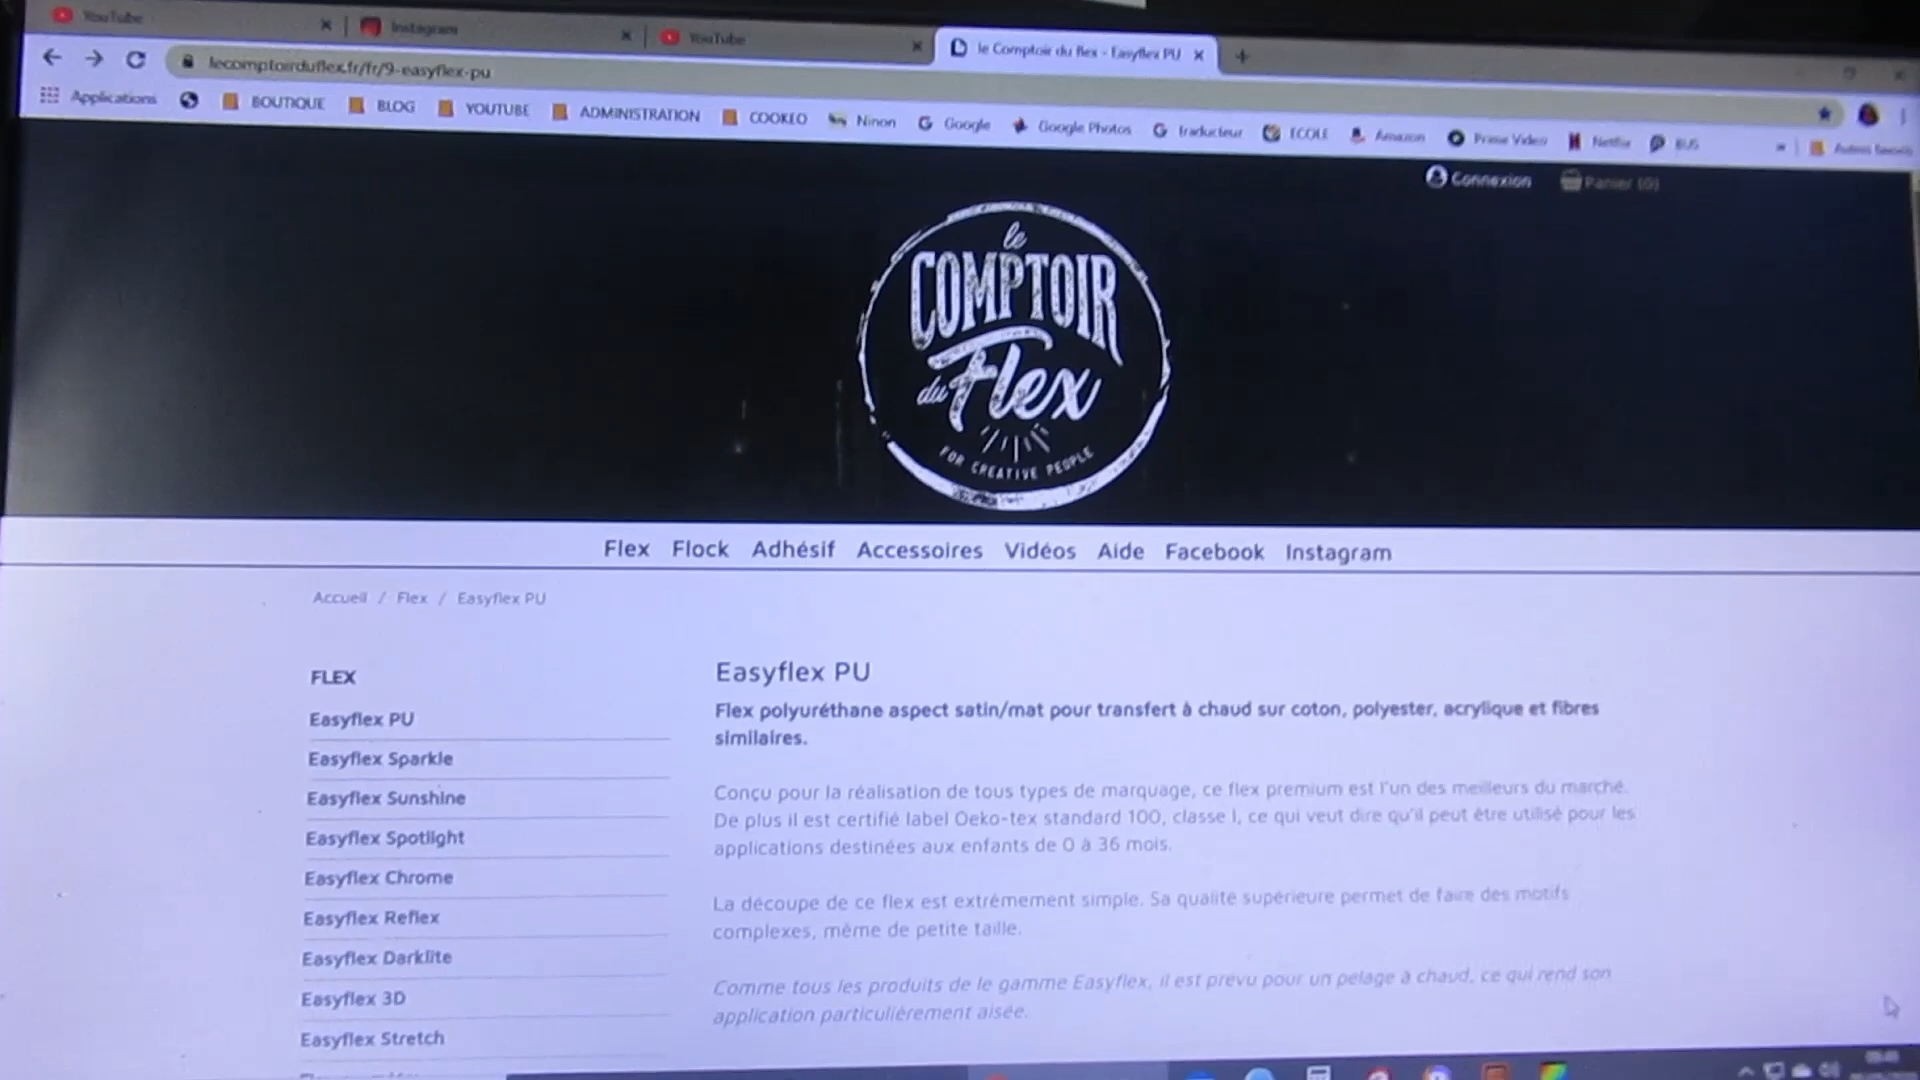 YouTube
Instagram
YouTube
le Comptoir du flex - Easyflex PU
lecomptoirduflex.fr/fr/9-easyflex-pu
Applications BOUTIQUE BLOG YOUTUBE ADMINISTRATION COOKEO Ninon Google Google Photos Traducteur ECOLE Amazon Prime Video Netflix BUS Autres favoris
Connexion Panier (0)
le
COMPTOIR
du Flex
FOR CREATIVE PEOPLE
Flex Flock Adhésif Accessoires Vidéos Aide Facebook Instagram
Accueil / Flex / Easyflex PU
FLEX
Easyflex PU
Easyflex Sparkle
Easyflex Sunshine
Easyflex Spotlight
Easyflex Chrome
Easyflex Reflex
Easyflex Darklite
Easyflex 3D
Easyflex Stretch
Easyflex PU
Flex polyuréthane aspect satin/mat pour transfert à chaud sur coton, polyester, acrylique et fibres
similaires.
Conçu pour la réalisation de tous types de marquage, ce flex premium est l'un des meilleurs du marché.
De plus il est certifié label Oeko-tex standard 100, classe I, ce qui veut dire qu'il peut être utilisé pour les
applications destinées aux enfants de 0 à 36 mois.
La découpe de ce flex est extrêmement simple. Sa qualité supérieure permet de faire des motifs
complexes, même de petite taille.
Comme tous les produits de le gamme Easyflex, il est prévu pour un pelage à chaud, ce qui rend son
application particulièrement aisée.